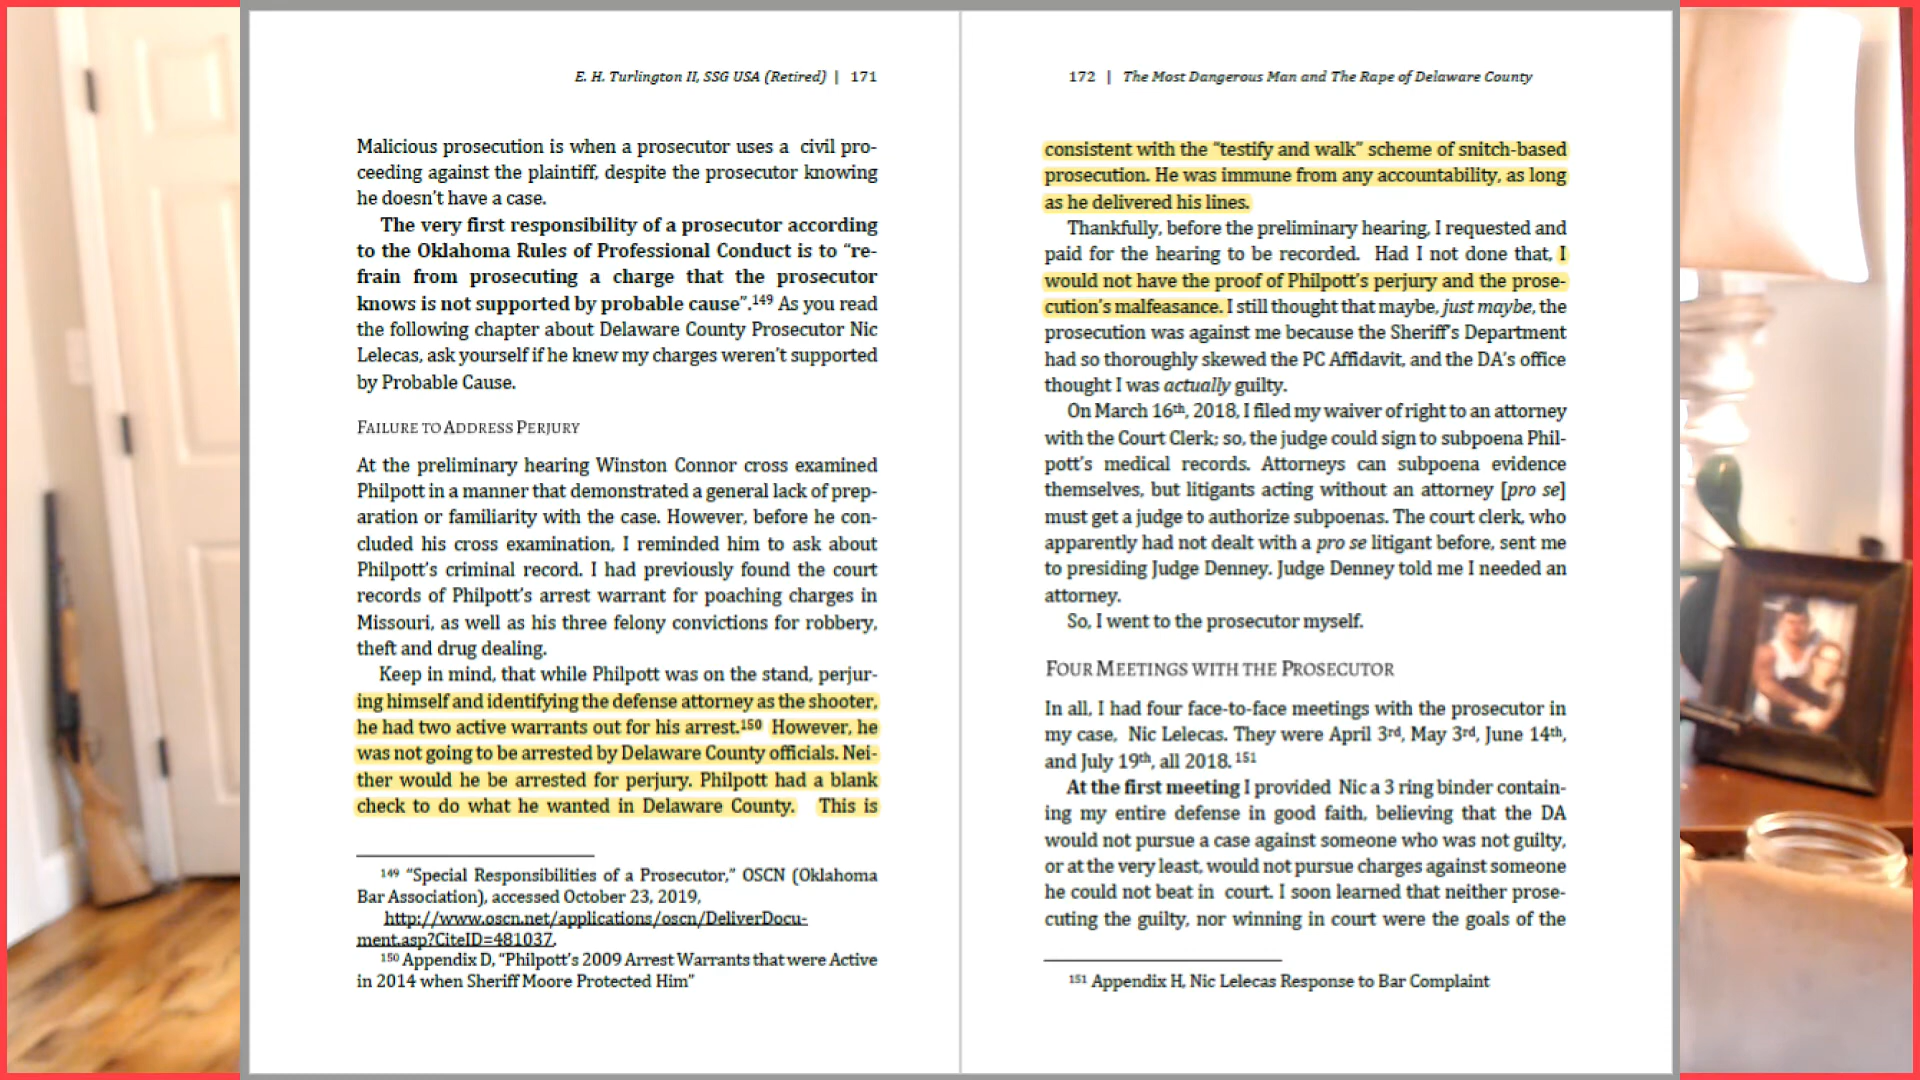 E. H. Turlington II, SSG USA (Retired) | 171
Malicious prosecution is when a prosecutor uses a civil pro-
ceeding against the plaintiff, despite the prosecutor knowing
he doesn't have a case.
The very first responsibility of a prosecutor according
to the Oklahoma Rules of Professional Conduct is to “re-
frain from prosecuting a charge that the prosecutor
knows is not supported by probable cause”.149 As you read
the following chapter about Delaware County Prosecutor Nic
Lelecas, ask yourself if he knew my charges weren't supported
by Probable Cause.
FAILURE TO ADDRESS PERJURY
At the preliminary hearing Winston Connor cross examined
Philpott in a manner that demonstrated a general lack of prep-
aration or familiarity with the case. However, before he con-
cluded his cross examination, I reminded him to ask about
Philpott's criminal record. I had previously found the court
records of Philpott's arrest warrant for poaching charges in
Missouri, as well as his three felony convictions for robbery,
theft and drug dealing.
Keep in mind, that while Philpott was on the stand, perjur-
ing himself and identifying the defense attorney as the shooter,
he had two active warrants out for his arrest.150 However, he
was not going to be arrested by Delaware County officials. Nei-
ther would he be arrested for perjury. Philpott had a blank
check to do what he wanted in Delaware County. This is
149 “Special Responsibilities of a Prosecutor,” OSCN (Oklahoma
Bar Association), accessed October 23, 2019,
http://www.oscn.net/applications/oscn/DeliverDocu-
ment.asp?CiteID=481037.
150 Appendix D, “Philpott's 2009 Arrest Warrants that were Active
in 2014 when Sheriff Moore Protected Him”
172 | The Most Dangerous Man and The Rape of Delaware County
consistent with the “testify and walk” scheme of snitch-based
prosecution. He was immune from any accountability, as long
as he delivered his lines.
Thankfully, before the preliminary hearing, I requested and
paid for the hearing to be recorded. Had I not done that, I
would not have the proof of Philpott's perjury and the prose-
cution's malfeasance. I still thought that maybe, just maybe, the
prosecution was against me because the Sheriff's Department
had so thoroughly skewed the PC Affidavit, and the DA's office
thought I was actually guilty.
On March 16th, 2018, I filed my waiver of right to an attorney
with the Court Clerk; so, the judge could sign to subpoena Phil-
pott's medical records. Attorneys can subpoena evidence
themselves, but litigants acting without an attorney [pro se]
must get a judge to authorize subpoenas. The court clerk, who
apparently had not dealt with a pro se litigant before, sent me
to presiding Judge Denney. Judge Denney told me I needed an
attorney.
So, I went to the prosecutor myself.
FOUR MEETINGS WITH THE PROSECUTOR
In all, I had four face-to-face meetings with the prosecutor in
my case, Nic Lelecas. They were April 3rd, May 3rd, June 14th,
and July 19th, all 2018. 151
At the first meeting I provided Nic a 3 ring binder contain-
ing my entire defense in good faith, believing that the DA
would not pursue a case against someone who was not guilty,
or at the very least, would not pursue charges against someone
he could not beat in court. I soon learned that neither prose-
cuting the guilty, nor winning in court were the goals of the
151 Appendix H, Nic Lelecas Response to Bar Complaint